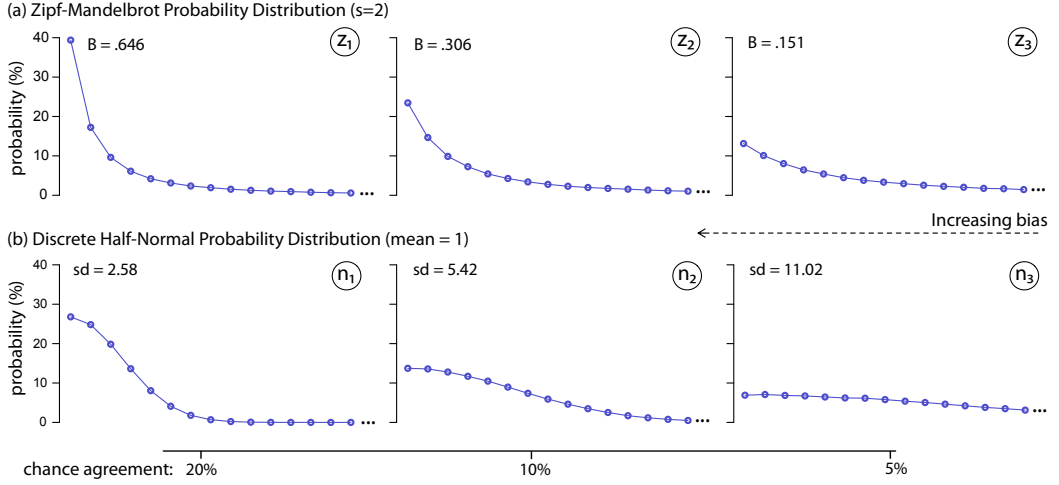 (a) Zipf-Mandelbrot Probability Distribution (s=2)
probability (%)
40
30
20
10
0
B = .646
z1
...
B = .306
z2
...
B = .151
z3
...
Increasing bias
(b) Discrete Half-Normal Probability Distribution (mean = 1)
probability (%)
40
30
20
10
0
sd = 2.58
n1
...
sd = 5.42
n2
...
sd = 11.02
n3
...
chance agreement: 20% 10% 5%